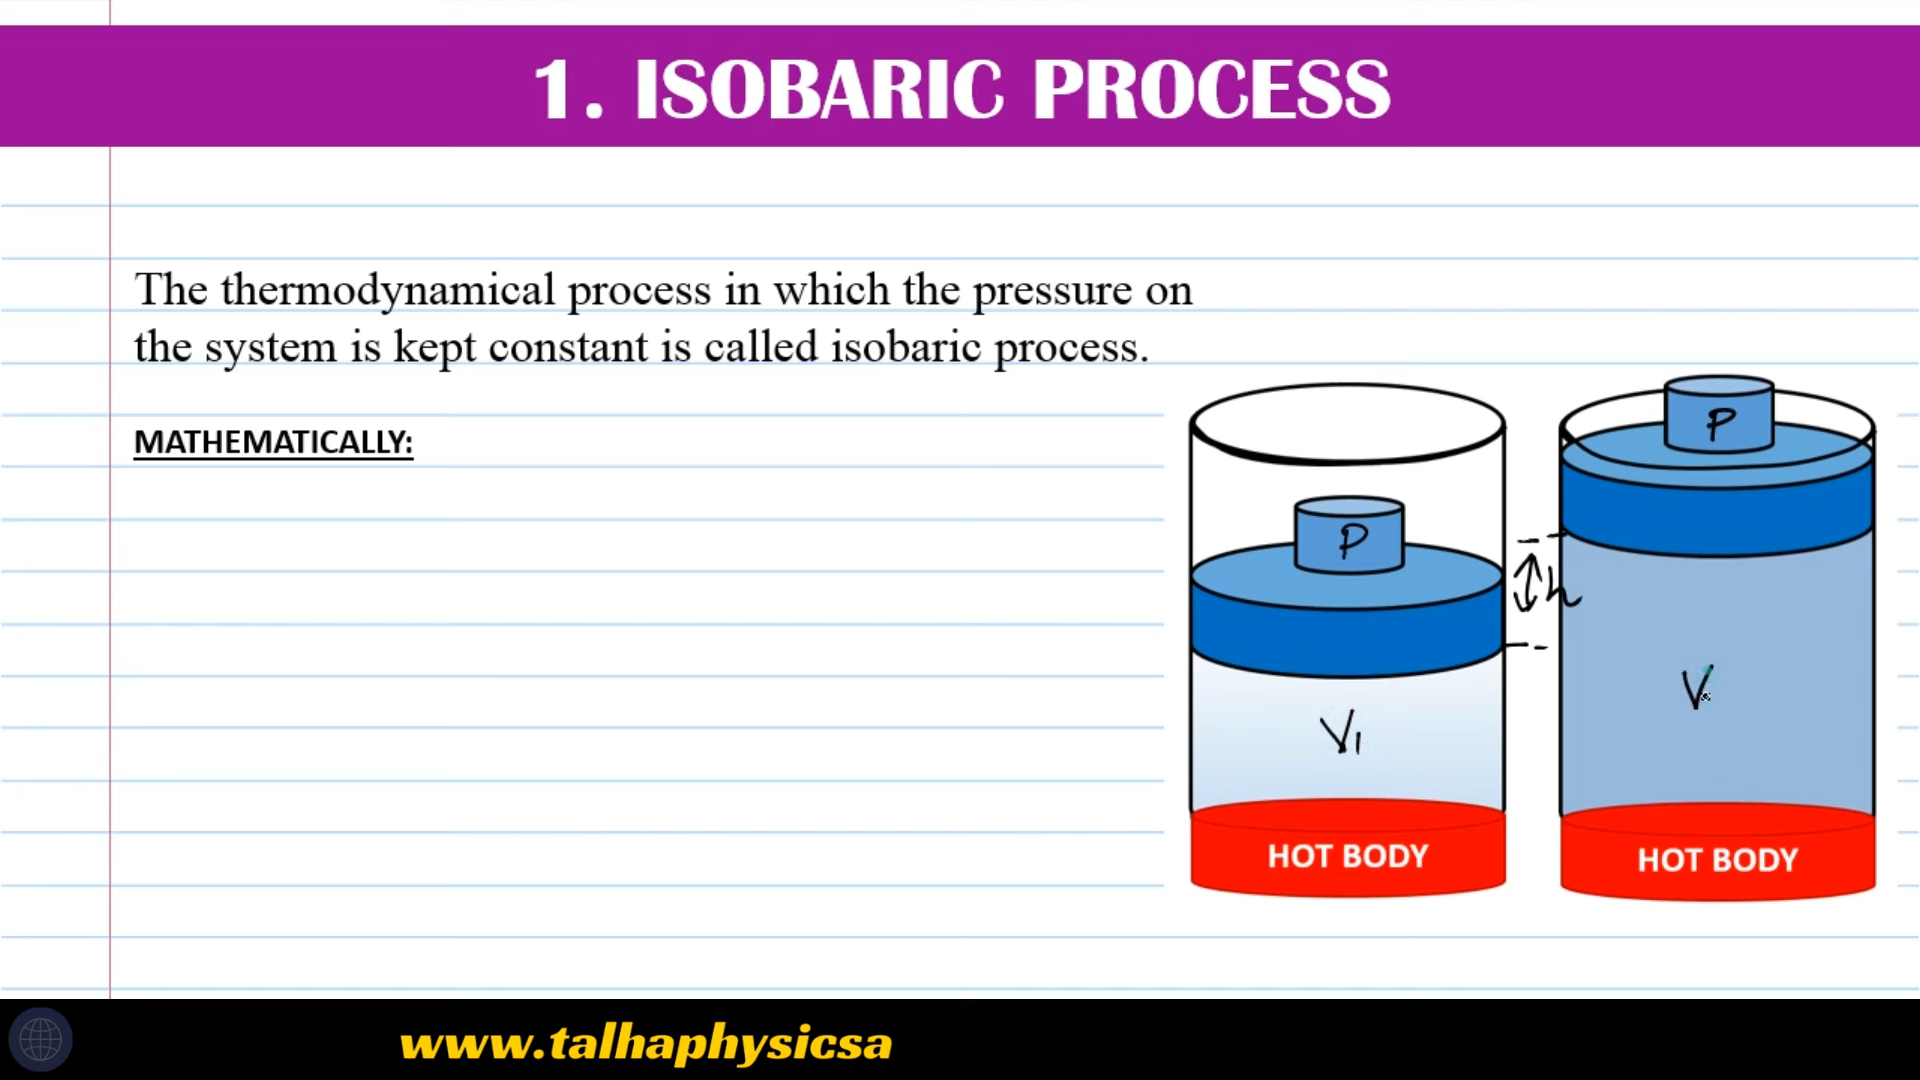 1. ISOBARIC PROCESS
The thermodynamical process in which the pressure on
the system is kept constant is called isobaric process.
MATHEMATICALLY:
P
P
h
V1
V
HOT BODY
HOT BODY
www.talhaphysicsa